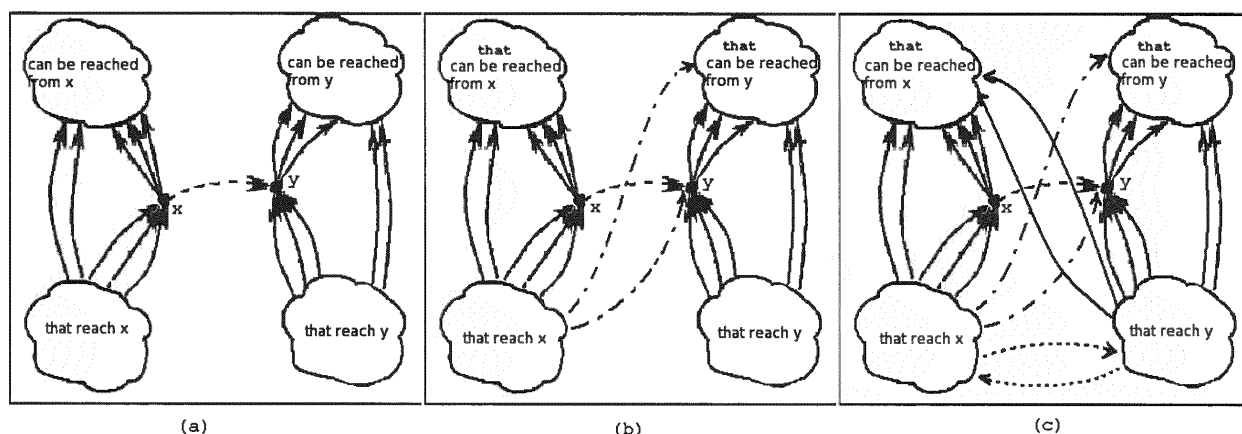 can be reached
from x
can be reached
from y
x
y
that reach x
that reach y
(a)
that
can be reached
from x
that
can be reached
from y
x
y
that reach x
that reach y
(b)
that
can be reached
from x
that
can be reached
from y
x
y
that reach x
that reach y
(c)